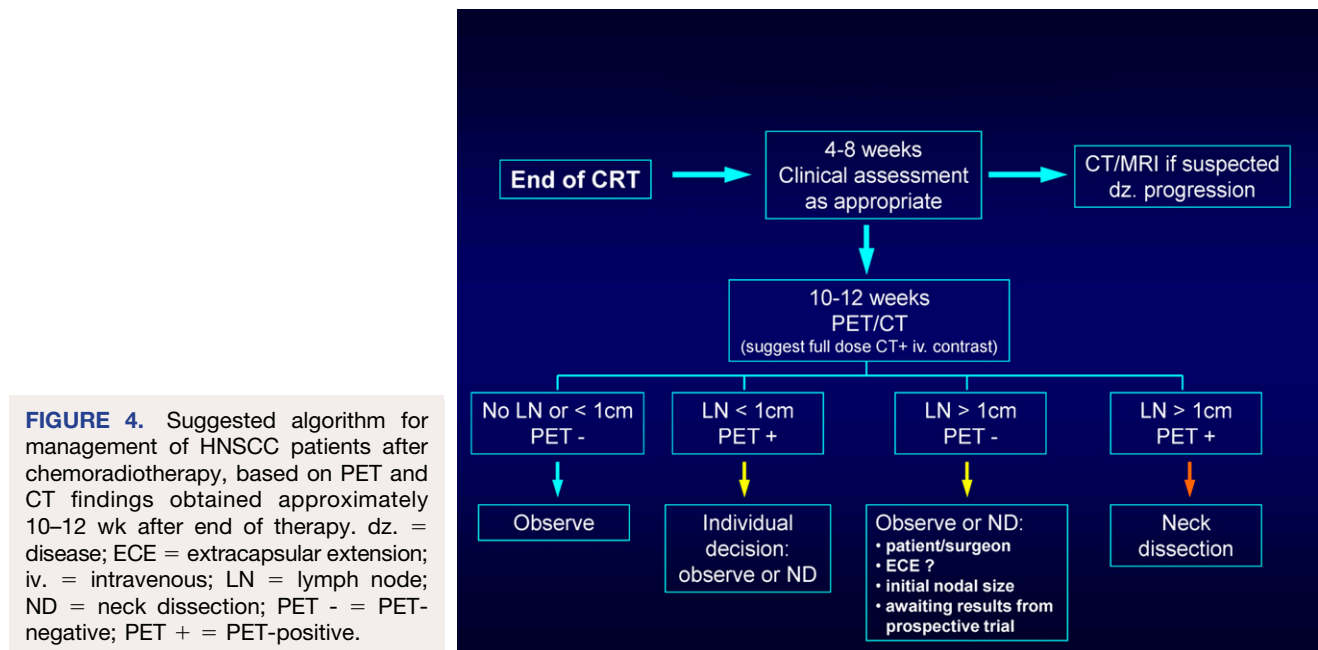 FIGURE 4. Suggested algorithm for
management of HNSCC patients after
chemoradiotherapy, based on PET and
CT findings obtained approximately
10–12 wk after end of therapy. dz. =
disease; ECE = extracapsular extension;
iv. = intravenous; LN = lymph node;
ND = neck dissection; PET - = PET-
negative; PET + = PET-positive.
End of CRT
4-8 weeks
Clinical assessment
as appropriate
CT/MRI if suspected
dz. progression
10-12 weeks
PET/CT
(suggest full dose CT+ iv. contrast)
No LN or < 1cm
PET -
LN < 1cm
PET +
LN > 1cm
PET -
LN > 1cm
PET +
Observe
Individual
decision:
observe or ND
Observe or ND:
• patient/surgeon
• ECE ?
• initial nodal size
• awaiting results from
prospective trial
Neck
dissection